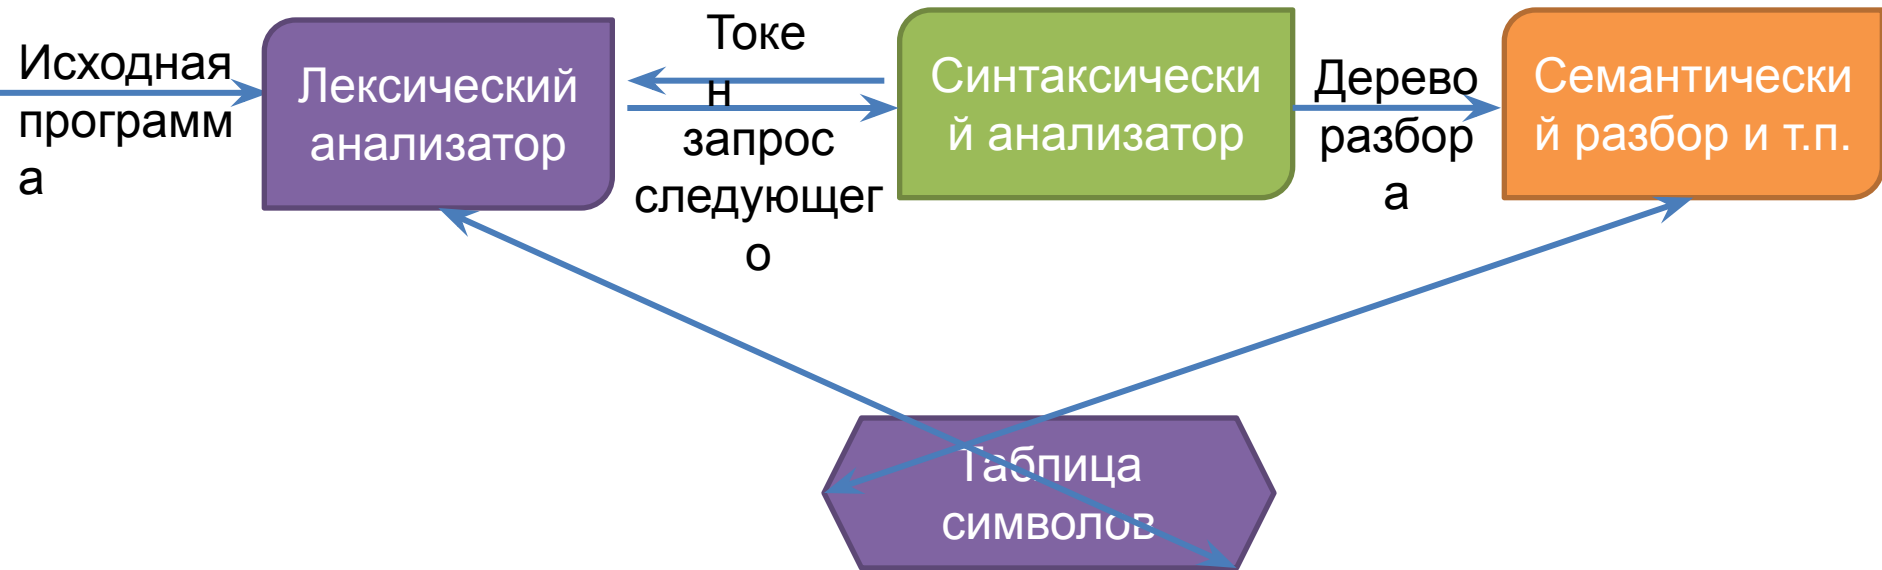 Исходная
программ
а
Лексический
анализатор
Токе
н
запрос
следующег
о
Синтаксически
й анализатор
Дерево
разбор
а
Семантически
й разбор и т.п.
Таблица
символов